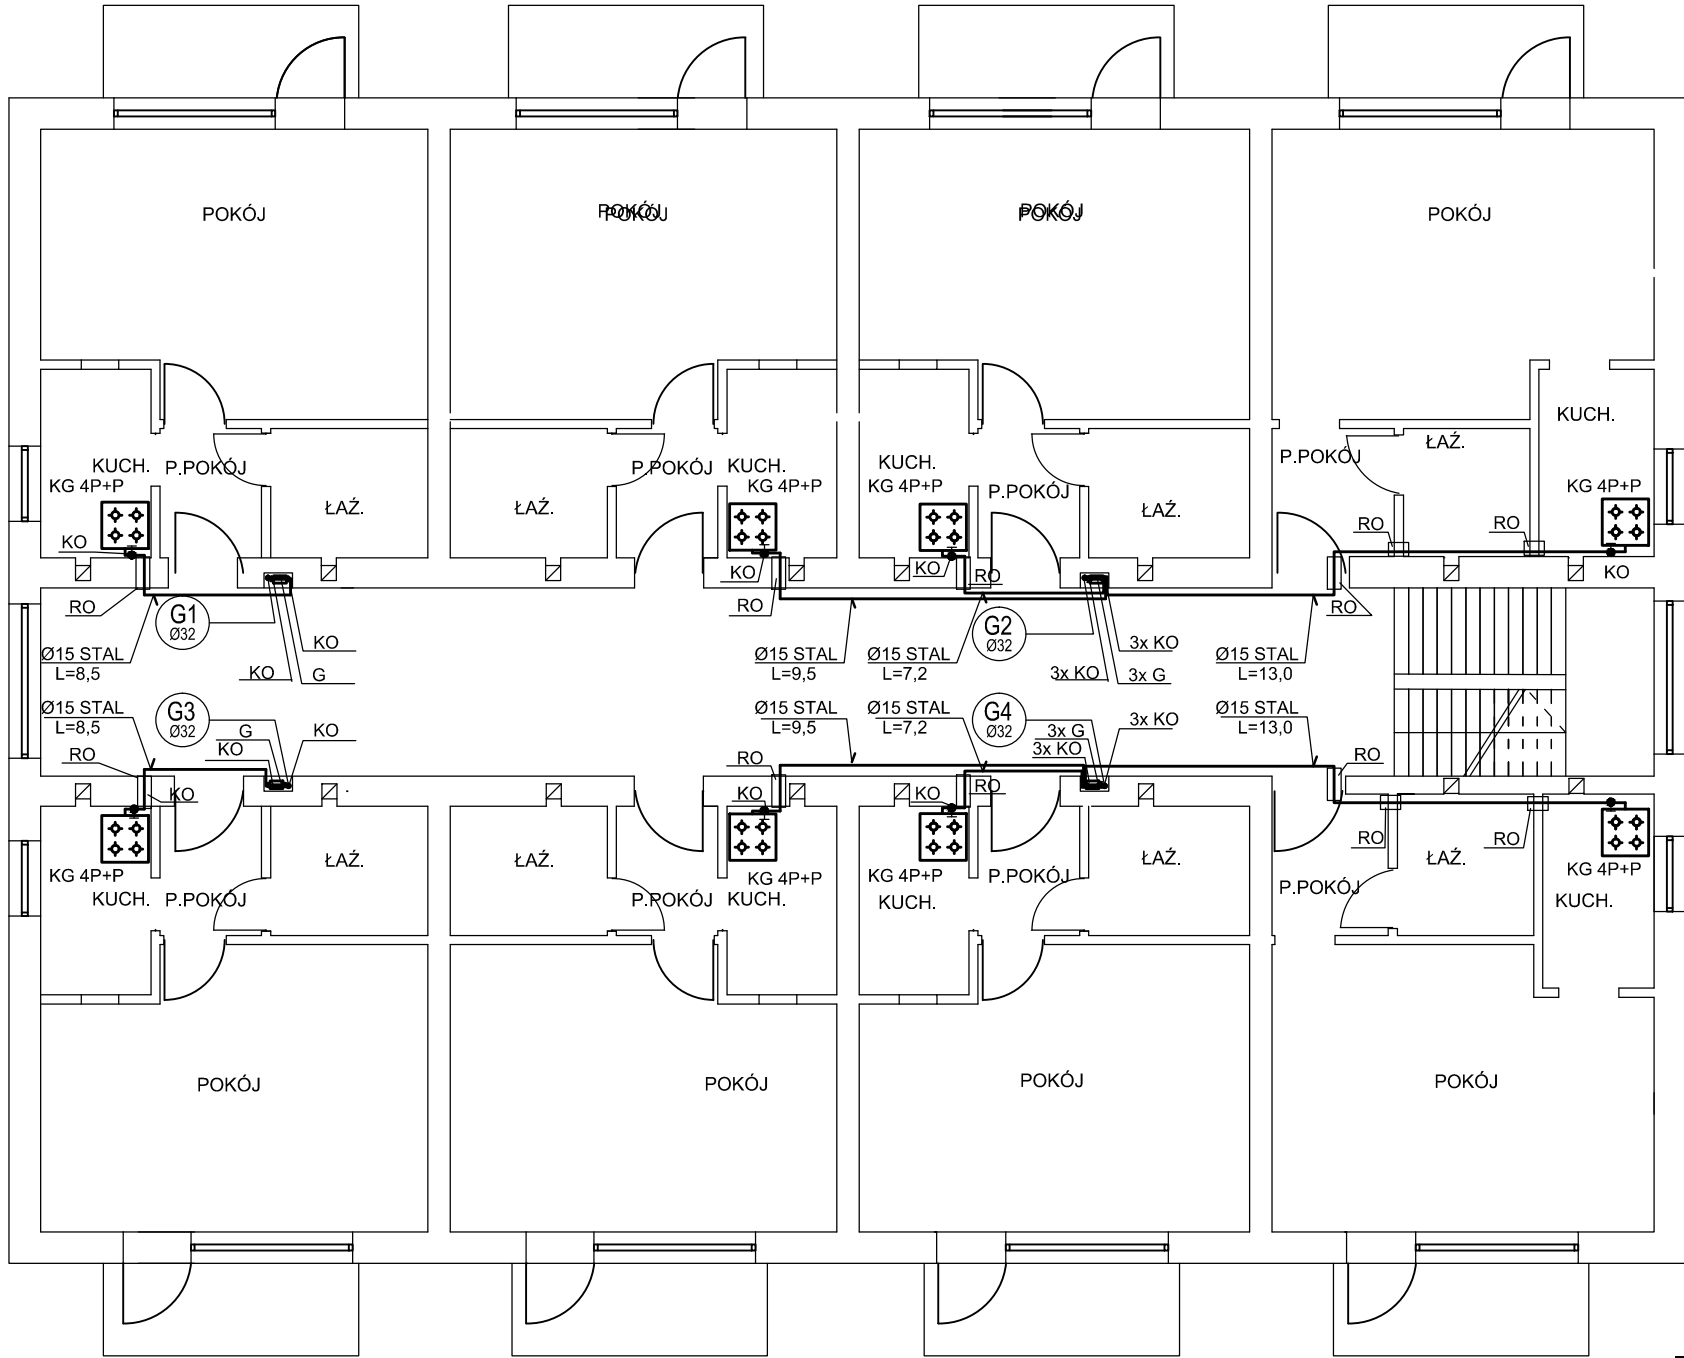 POKÓJ
POKÓJ
POKÓJ
POKÓJ
POKÓJ
POKÓJ
KUCH.
KG 4P+P
P.POKÓJ
ŁAŹ.
KO
ŁAŹ.
P.POKÓJ
KUCH.
KG 4P+P
KO
KUCH.
KG 4P+P
P.POKÓJ
ŁAŹ.
KO
RO
P.POKÓJ
ŁAŹ.
KUCH.
KG 4P+P
RO
RO
KO
RO
G1
Ø32
KO
KO
G
RO
G2
Ø32
3x KO
3x KO
3x G
RO
Ø15 STAL
L=8,5
Ø15 STAL
L=9,5
Ø15 STAL
L=7,2
Ø15 STAL
L=13,0
Ø15 STAL
L=8,5
G3
Ø32
G
KO
KO
Ø15 STAL
L=9,5
Ø15 STAL
L=7,2
G4
Ø32
3x G
3x KO
3x KO
Ø15 STAL
L=13,0
RO
KO
RO
KO
KO
RO
RO
RO
RO
KG 4P+P
KUCH.
P.POKÓJ
ŁAŹ.
ŁAŹ.
P.POKÓJ
KG 4P+P
KUCH.
KG 4P+P
KUCH.
P.POKÓJ
ŁAŹ.
P.POKÓJ
ŁAŹ.
KG 4P+P
KUCH.
POKÓJ
POKÓJ
POKÓJ
POKÓJ